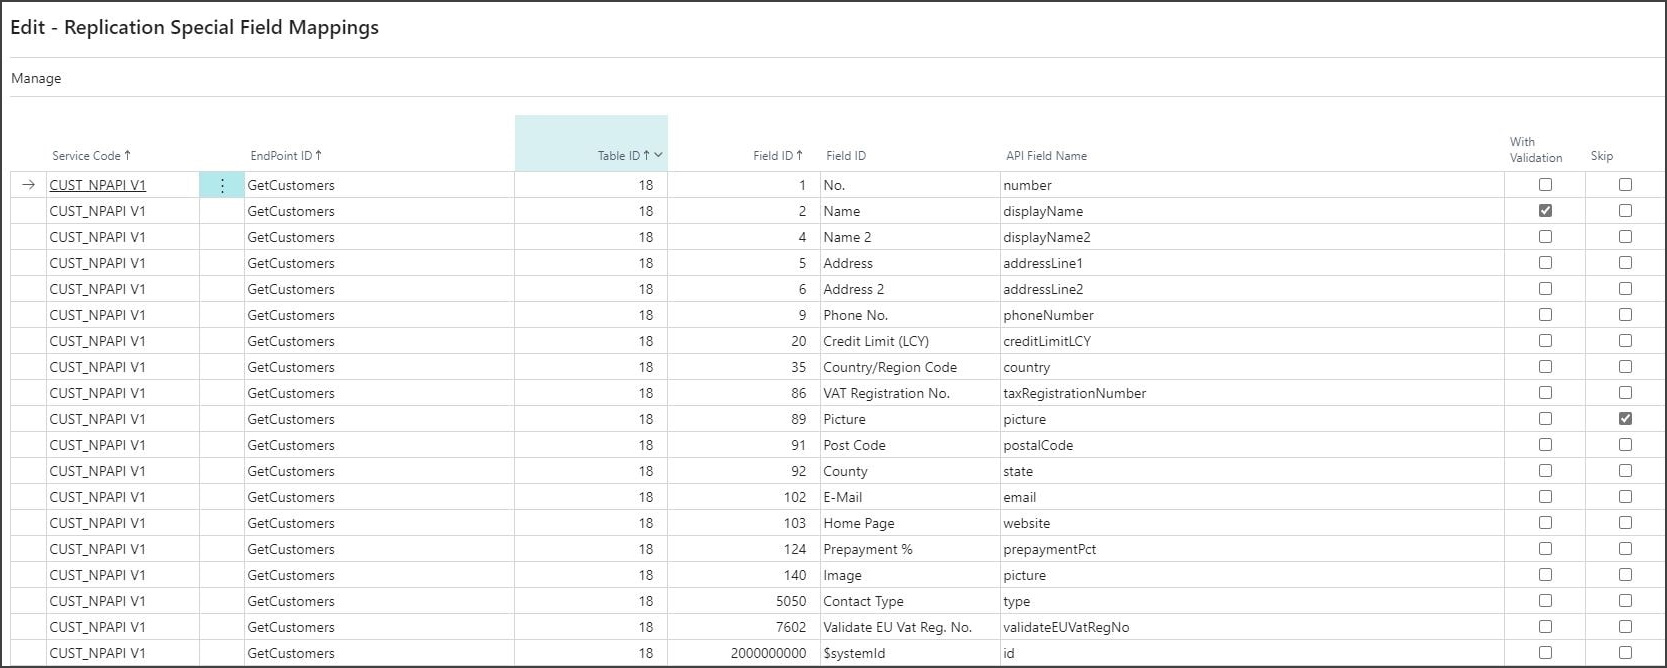 Edit - Replication Special Field Mappings
Manage
Service Code↑ EndPoint ID↑ Table ID↑ Field ID↑ Field ID API Field Name With Validation Skip
CUST_NPAPI V1 GetCustomers 18 1 No. number
CUST_NPAPI V1 GetCustomers 18 2 Name displayName
CUST_NPAPI V1 GetCustomers 18 4 Name 2 displayName2
CUST_NPAPI V1 GetCustomers 18 5 Address addressLine1
CUST_NPAPI V1 GetCustomers 18 6 Address 2 addressLine2
CUST_NPAPI V1 GetCustomers 18 9 Phone No. phoneNumber
CUST_NPAPI V1 GetCustomers 18 20 Credit Limit (LCY) creditLimitLCY
CUST_NPAPI V1 GetCustomers 18 35 Country/Region Code country
CUST_NPAPI V1 GetCustomers 18 86 VAT Registration No. taxRegistrationNumber
CUST_NPAPI V1 GetCustomers 18 89 Picture picture
CUST_NPAPI V1 GetCustomers 18 91 Post Code postalCode
CUST_NPAPI V1 GetCustomers 18 92 County state
CUST_NPAPI V1 GetCustomers 18 102 E-Mail email
CUST_NPAPI V1 GetCustomers 18 103 Home Page website
CUST_NPAPI V1 GetCustomers 18 124 Prepayment % prepaymentPct
CUST_NPAPI V1 GetCustomers 18 140 Image picture
CUST_NPAPI V1 GetCustomers 18 5050 Contact Type type
CUST_NPAPI V1 GetCustomers 18 7602 Validate EU Vat Reg. No. validateEUVatRegNo
CUST_NPAPI V1 GetCustomers 18 2000000000 $systemId id